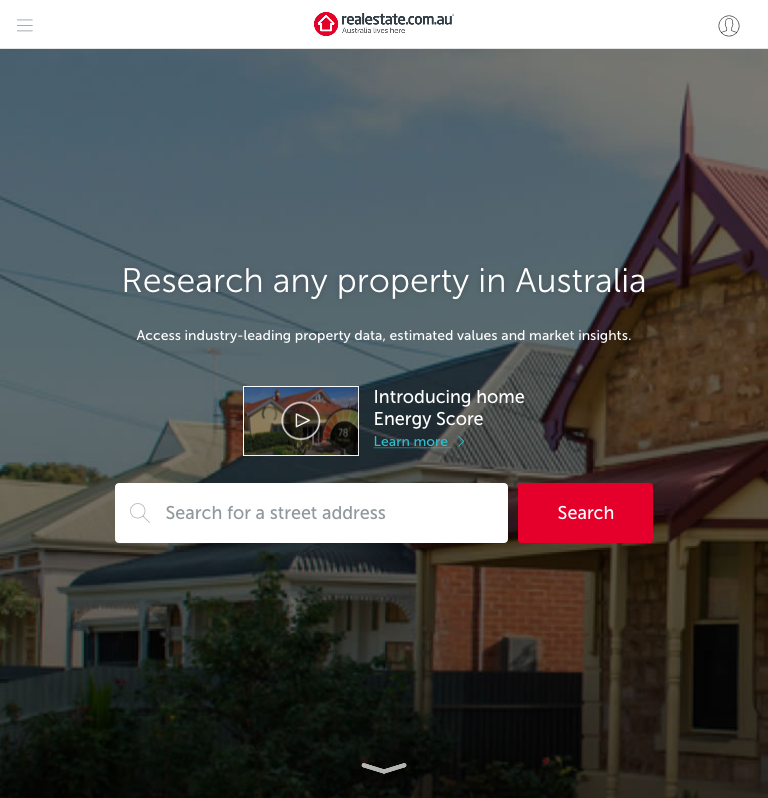 realestate.com.au
Australia lives here
Research any property in Australia
Access industry-leading property data, estimated values and market insights.
78
Introducing home
Energy Score
Learn more
Search for a street address
Search